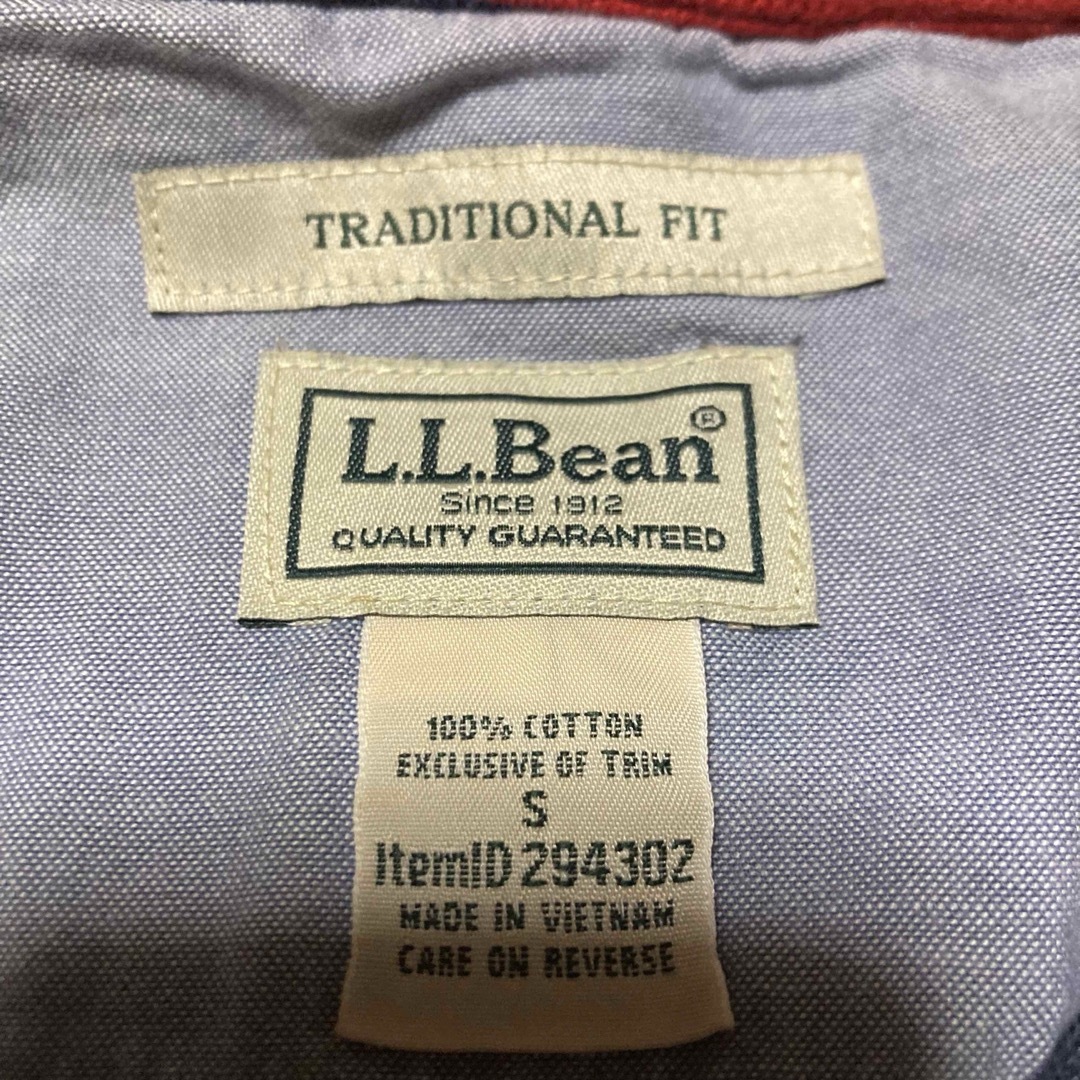 TRADITIONAL FIT
L.L.Bean®
Since 1912
QUALITY GUARANTEED
100% COTTON
EXCLUSIVE OF TRIM
S
ItemID 294302
MADE IN VIETNAM
CARE ON REVERSE